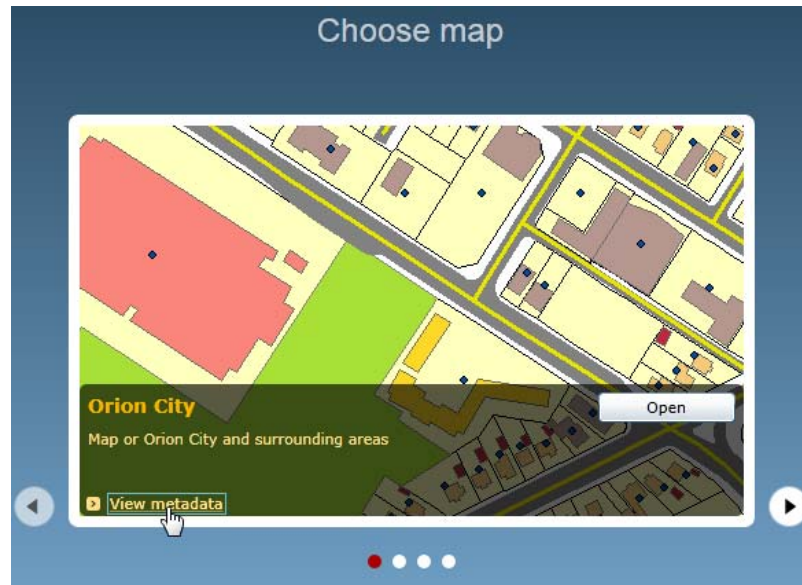 Choose map
Orion City
Open
Map or Orion City and surrounding areas
View metadata